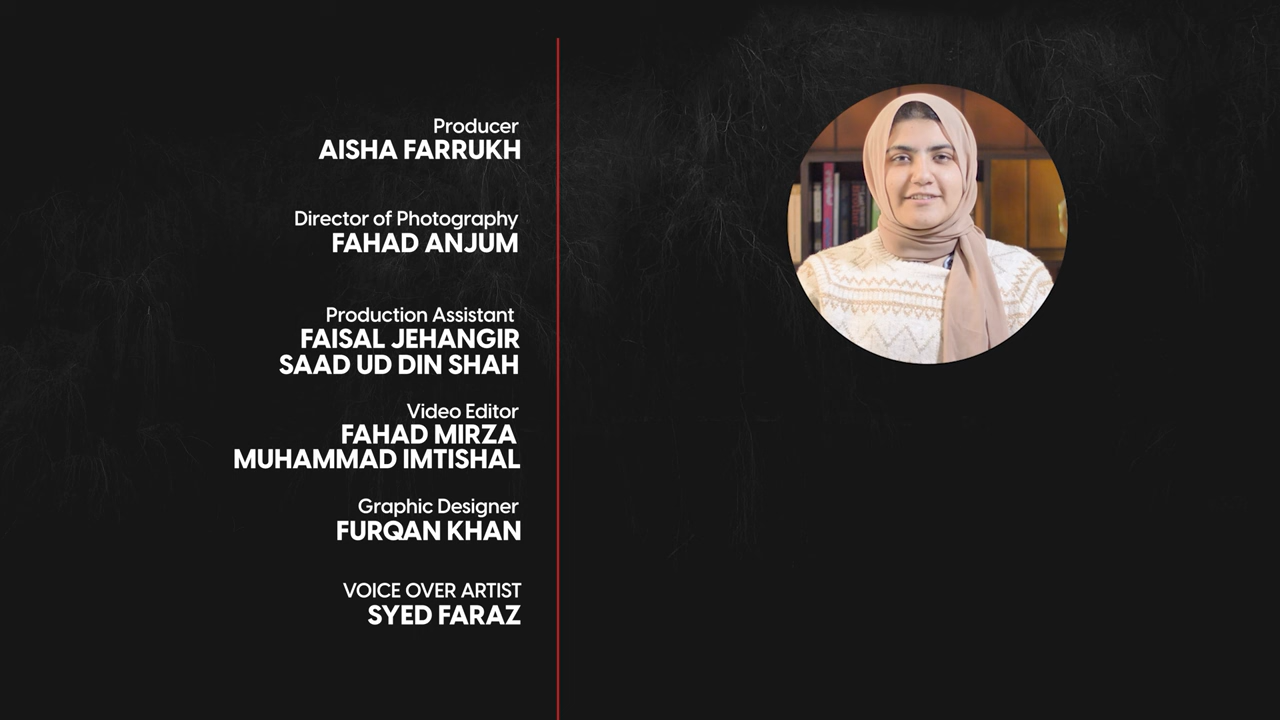 Producer
AISHA FARRUKH
Director of Photography
FAHAD ANJUM
Production Assistant
FAISAL JEHANGIR
SAAD UD DIN SHAH
Video Editor
FAHAD MIRZA
MUHAMMAD IMTISHAL
Graphic Designer
FURQAN KHAN
VOICE OVER ARTIST
SYED FARAZ